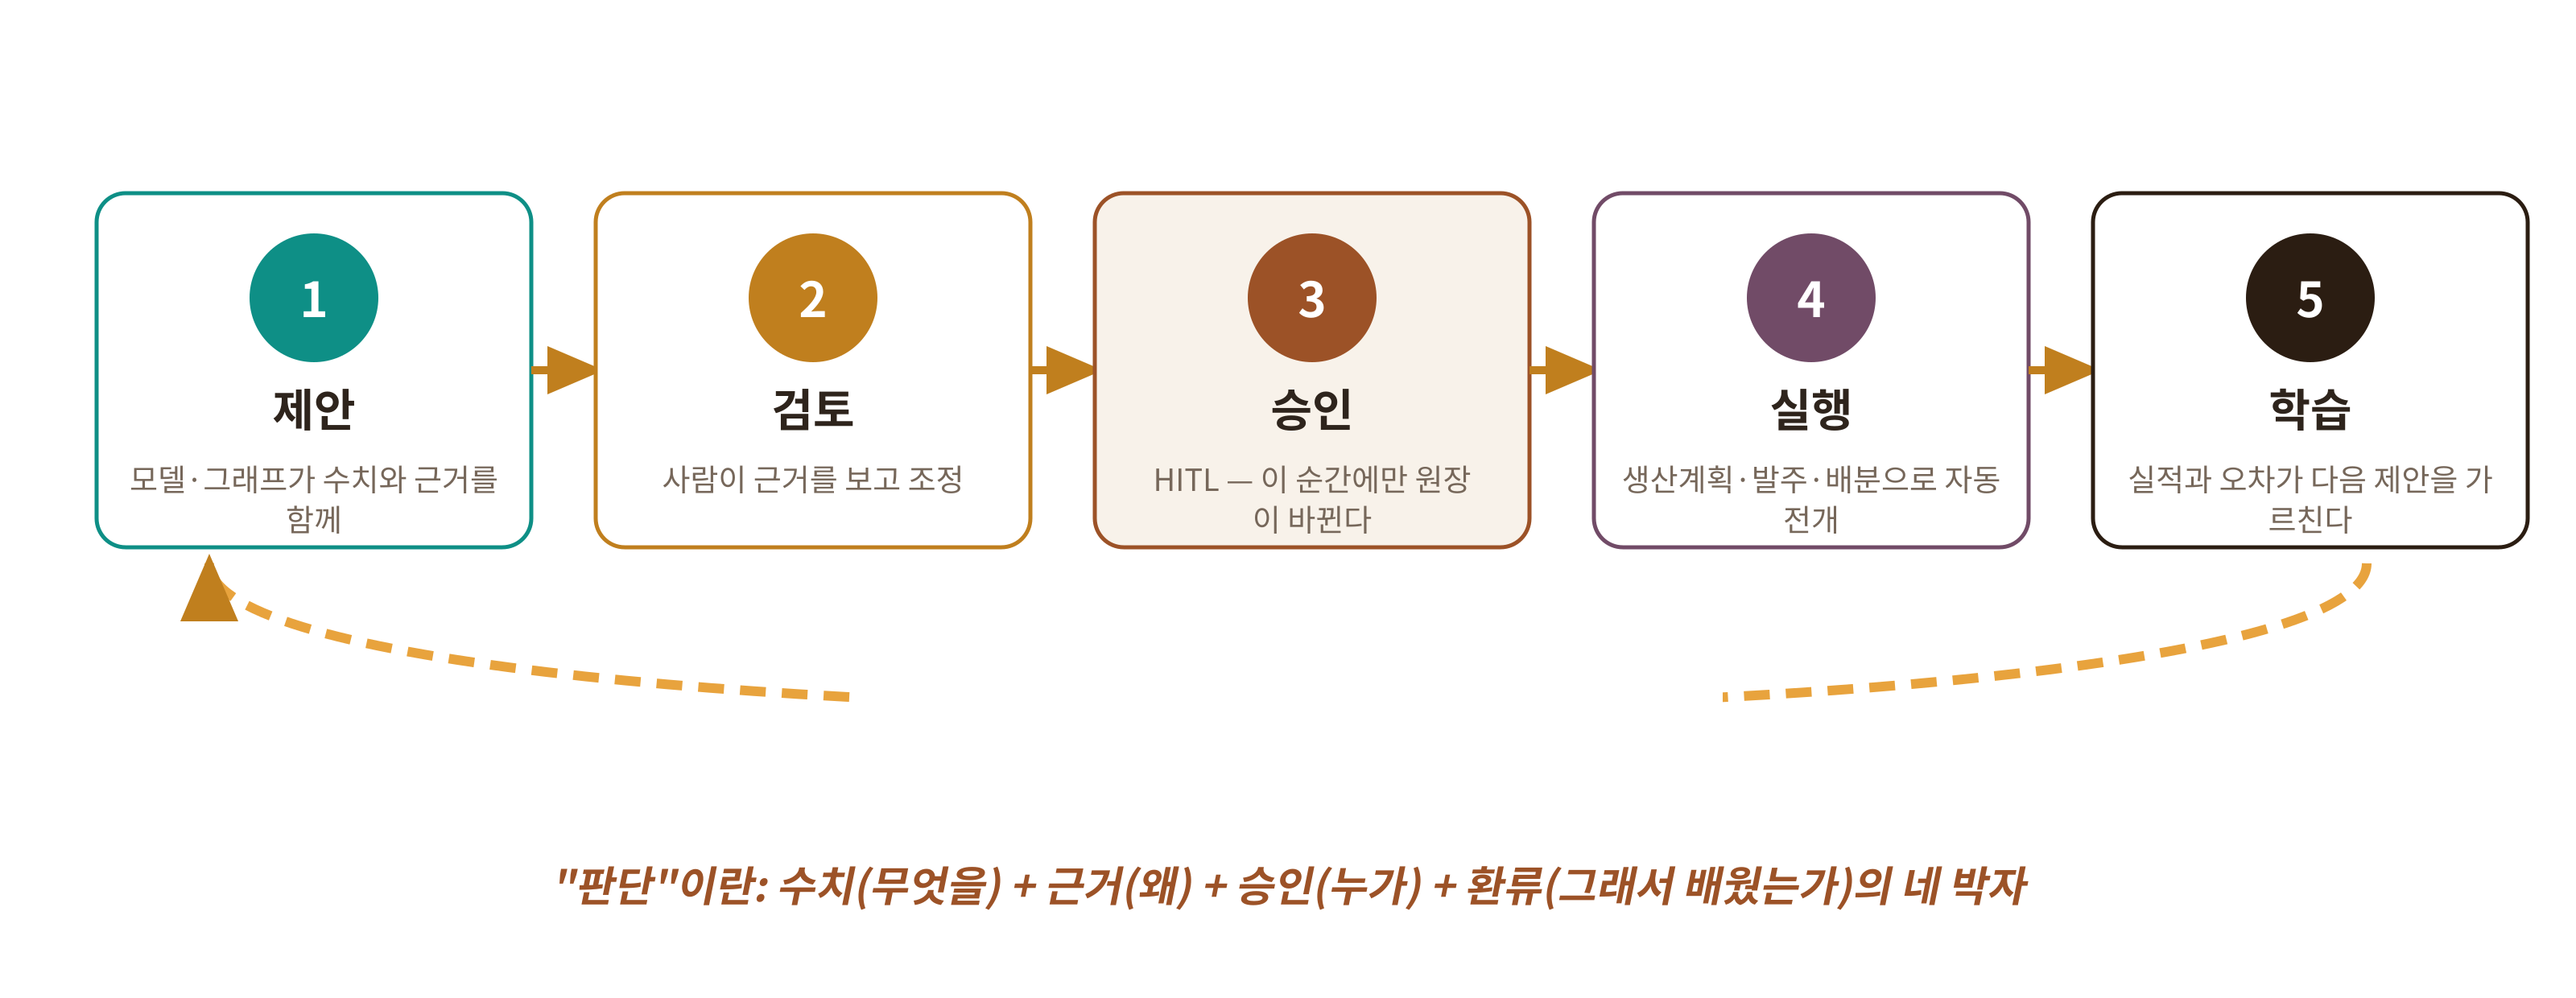 1
제안
모델·그래프가 수치와 근거를
함께
2
검토
사람이 근거를 보고 조정
3
승인
HITL — 이 순간에만 원장
이 바뀐다
4
실행
생산계획·발주·배분으로 자동
전개
5
학습
실적과 오차가 다음 제안을 가
르친다
"판단"이란: 수치(무엇을) + 근거(왜) + 승인(누가) + 환류(그래서 배웠는가)의 네 박자